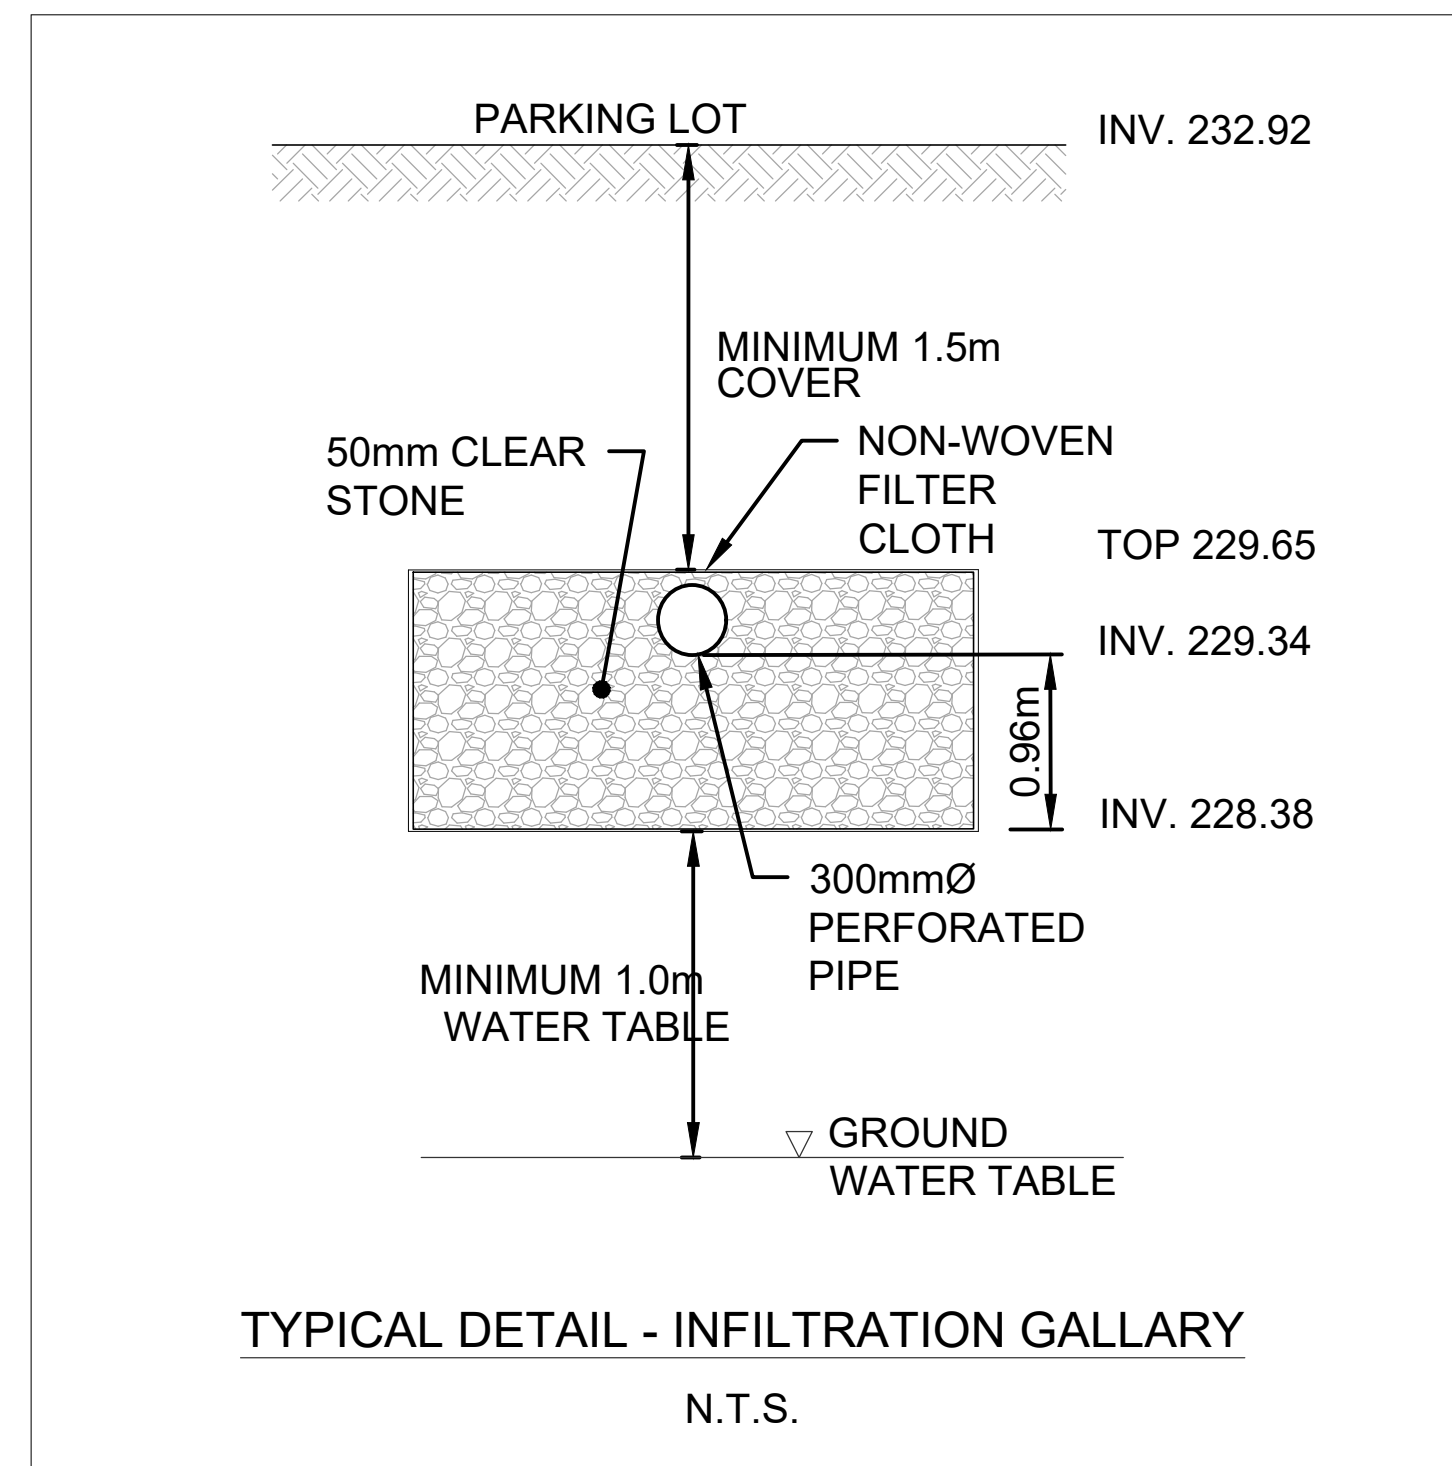 PARKING LOT
INV. 232.92
MINIMUM 1.5m
COVER
50mm CLEAR
STONE
NON-WOVEN
FILTER
CLOTH
TOP 229.65
INV. 229.34
0.96m
INV. 228.38
300mmØ
PERFORATED
PIPE
MINIMUM 1.0m
WATER TABLE
GROUND
WATER TABLE
TYPICAL DETAIL - INFILTRATION GALLARY
N.T.S.